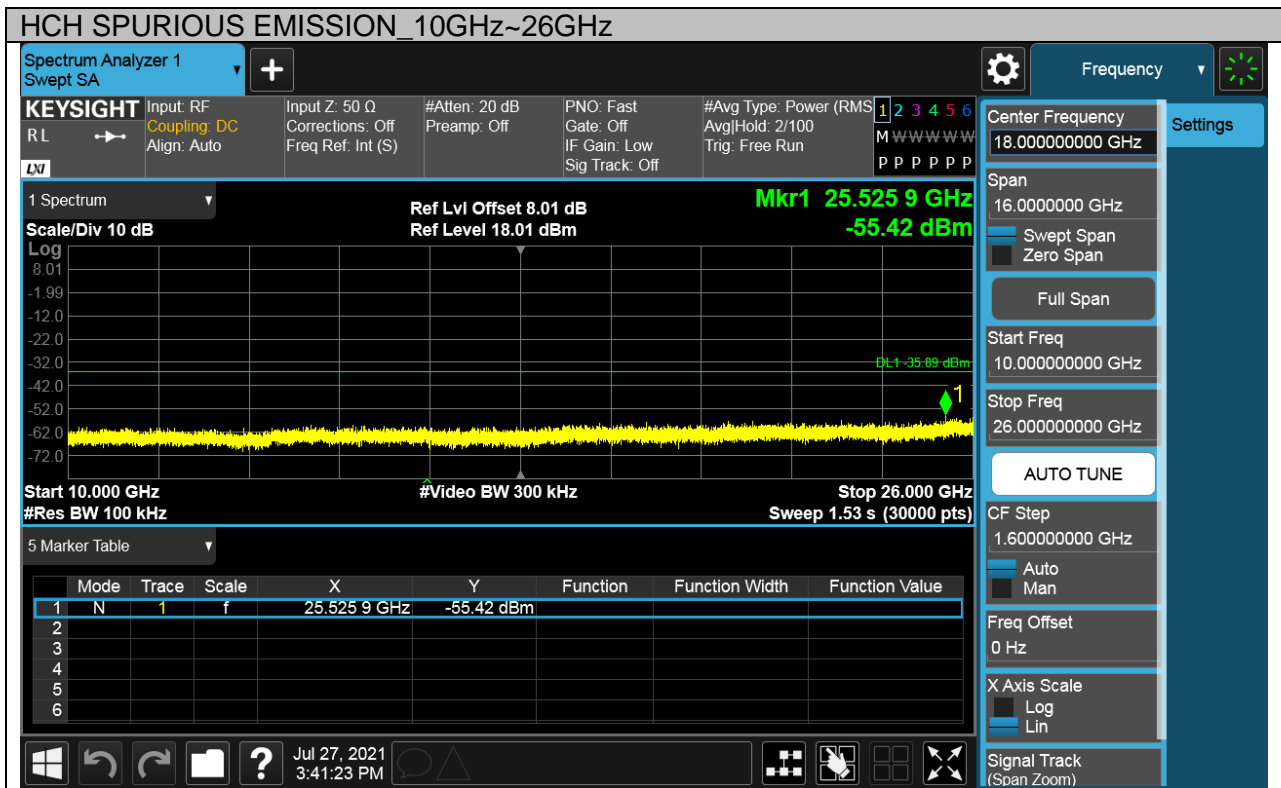 HCH SPURIOUS EMISSION_10GHz~26GHz
Spectrum Analyzer 1
Swept SA
+
Frequency
KEYSIGHT
RL
LXI
Input: RF
Coupling: DC
Align: Auto
Input Z: 50 Ω
Corrections: Off
Freq Ref: Int (S)
#Atten: 20 dB
Preamp: Off
PNO: Fast
Gate: Off
IF Gain: Low
Sig Track: Off
#Avg Type: Power (RMS
Avg|Hold: 2/100
Trig: Free Run
1 2 3 4 5 6
M W W W W W
P P P P P P
1 Spectrum
Scale/Div 10 dB
Ref Lvl Offset 8.01 dB
Ref Level 18.01 dBm
Mkr1 25.525 9 GHz
-55.42 dBm
Log
8.01
-1.99
-12.0
-22.0
-32.0
-42.0
-52.0
-62.0
-72.0
DL1 -35.89 dBm
1
Start 10.000 GHz
#Video BW 300 kHz
Stop 26.000 GHz
#Res BW 100 kHz
Sweep 1.53 s (30000 pts)
5 Marker Table
Mode Trace Scale X Y Function Function Width Function Value
1 N 1 f 25.525 9 GHz -55.42 dBm
2
3
4
5
6
?
Jul 27, 2021
3:41:23 PM
Center Frequency
18.000000000 GHz
Settings
Span
16.0000000 GHz
Swept Span
Zero Span
Full Span
Start Freq
10.000000000 GHz
Stop Freq
26.000000000 GHz
AUTO TUNE
CF Step
1.600000000 GHz
Auto
Man
Freq Offset
0 Hz
X Axis Scale
Log
Lin
Signal Track
(Span Zoom)